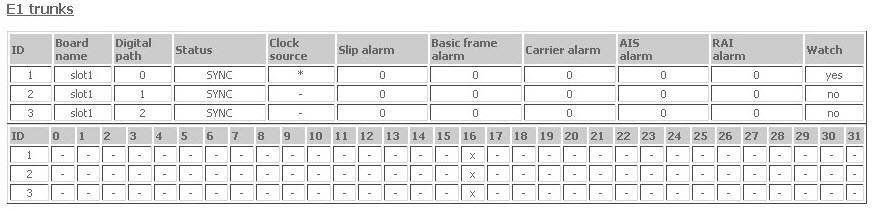 E1 trunks
ID Board name Digital path Status Clock source Slip alarm Basic frame alarm Carrier alarm AIS alarm RAI alarm Watch
1 slot1 0 SYNC * 0 0 0 0 0 yes
2 slot1 1 SYNC - 0 0 0 0 0 no
3 slot1 2 SYNC - 0 0 0 0 0 no
ID 0 1 2 3 4 5 6 7 8 9 10 11 12 13 14 15 16 17 18 19 20 21 22 23 24 25 26 27 28 29 30 31
1 - - - - - - - - - - - - - - - - x - - - - - - - - - - - - - - -
2 - - - - - - - - - - - - - - - - x - - - - - - - - - - - - - - -
3 - - - - - - - - - - - - - - - - x - - - - - - - - - - - - - - -